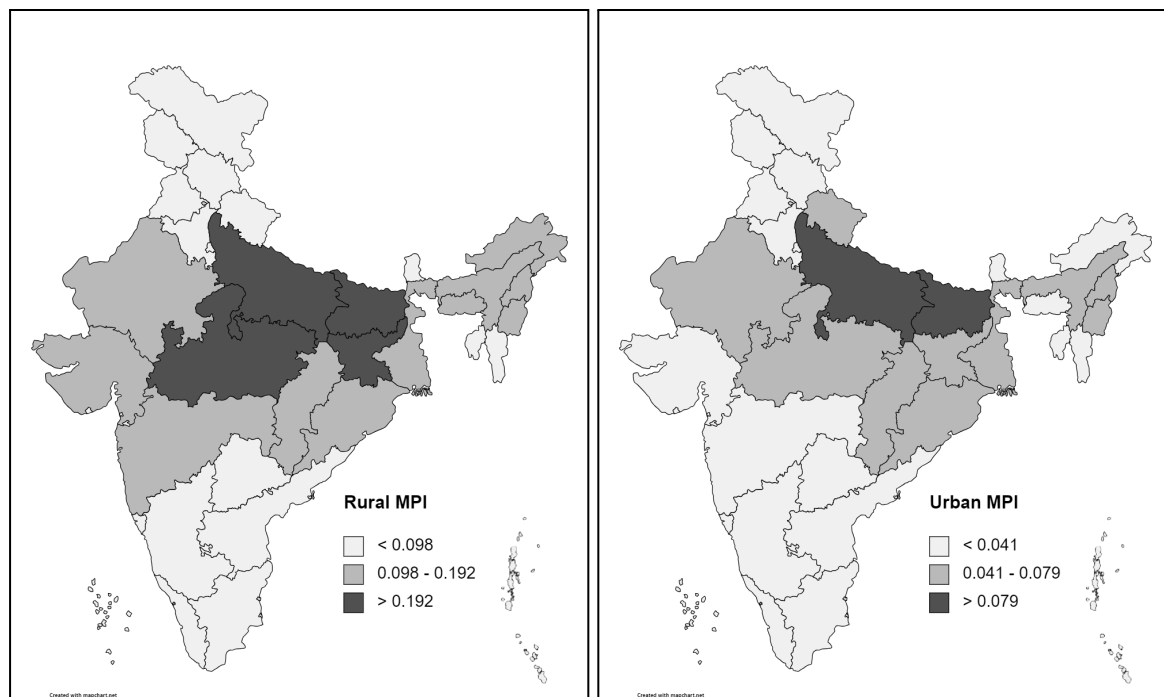 Rural MPI
< 0.098
0.098 - 0.192
> 0.192
Created with mapchart.net
Urban MPI
< 0.041
0.041 - 0.079
> 0.079
Created with mapchart.net